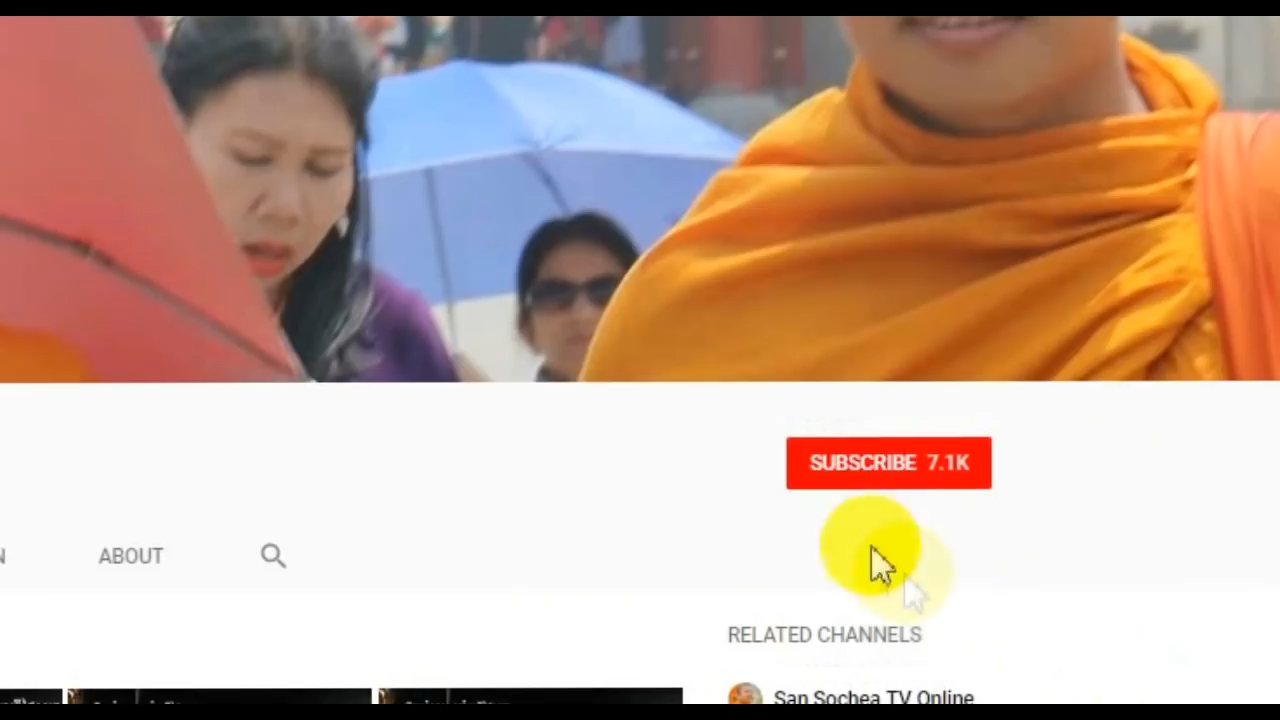 SUBSCRIBE 7.1K
ABOUT
RELATED CHANNELS
San Sochea TV Online